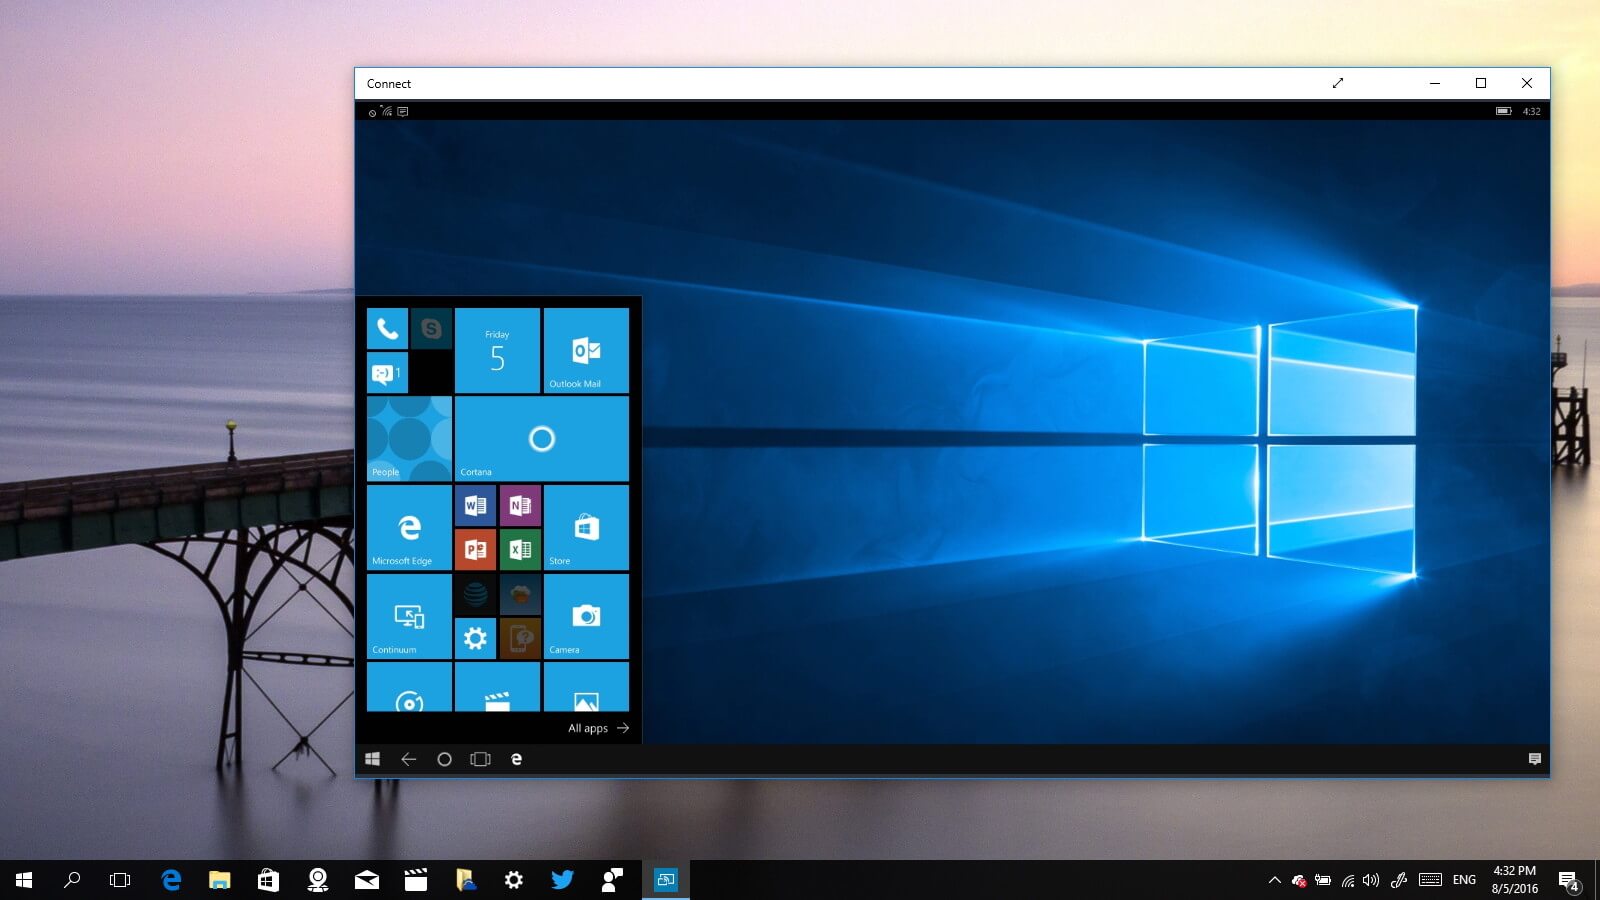 Connect
4:32
Friday
5
Outlook Mail
1
People
Cortana
Microsoft Edge
Store
Continuum
Camera
All apps
ENG
4:32 PM
8/5/2016
4